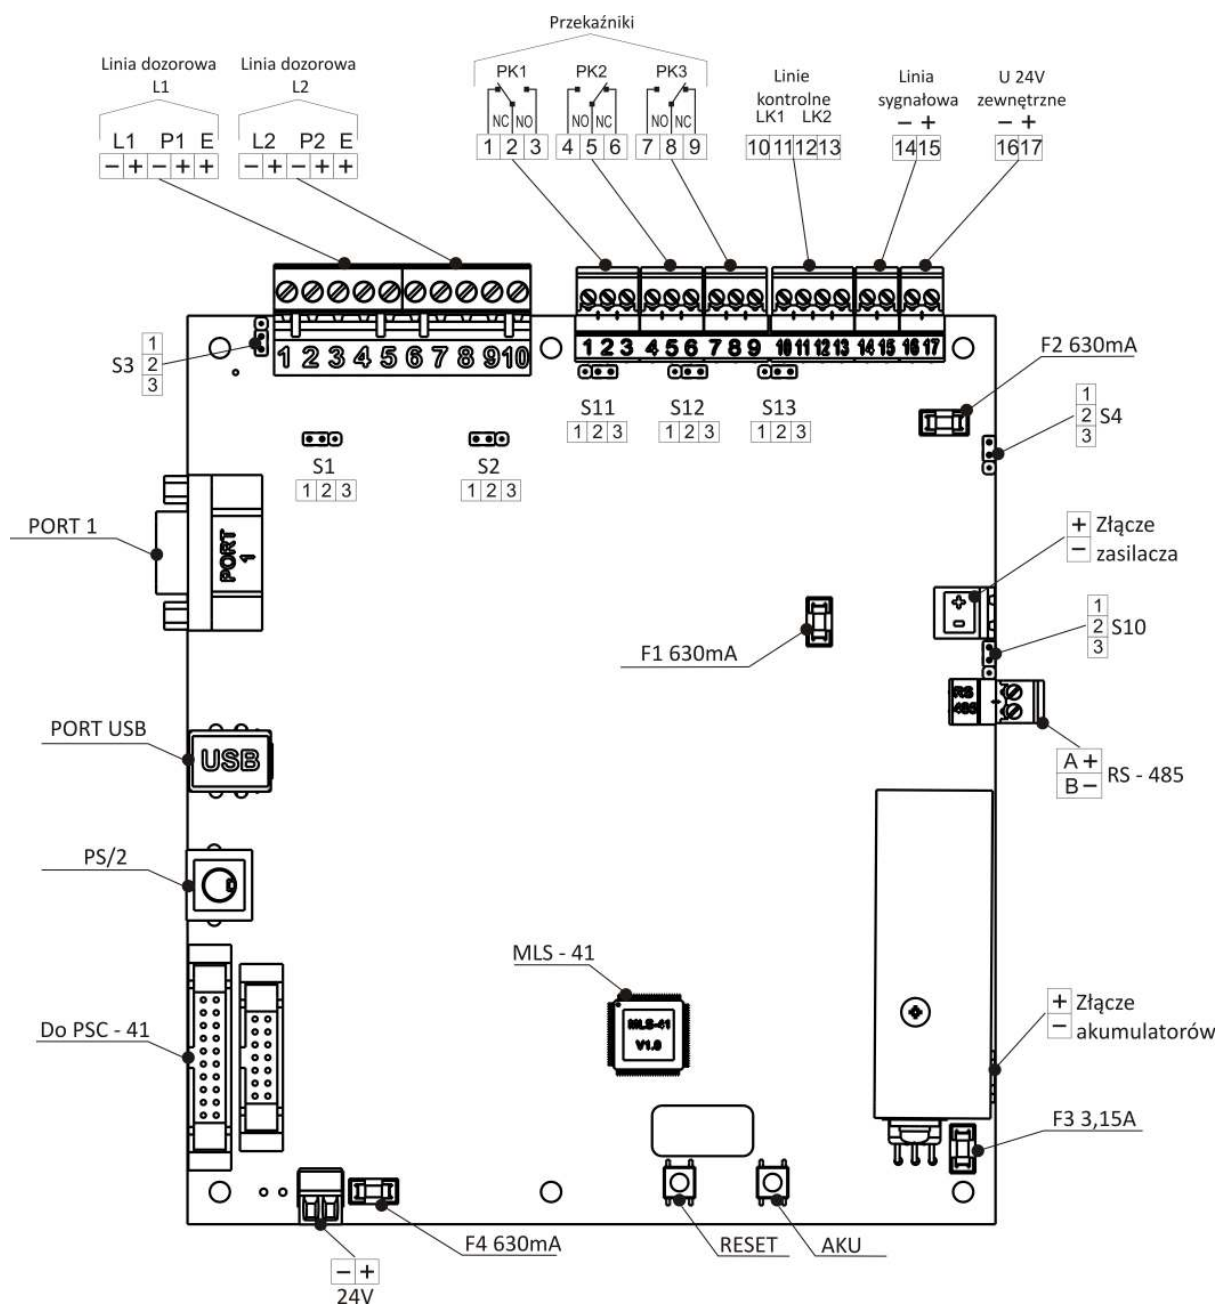 Przekaźniki
Linia dozorowa
L1
Linia dozorowa
L2
PK1
PK2
PK3
NC NO
NO NC
NO NC
Linie
kontrolne
LK1 LK2
Linia
sygnałowa
− +
U 24V
zewnętrzne
− +
L1 P1 E
− + − + +
L2 P2 E
− + − + +
1 2 3
4 5 6
7 8 9
10 11 12 13
14 15
16 17
1 2 3 4 5 6 7 8 9 10
1 2 3 4 5 6 7 8 9 10 11 12 13 14 15 16 17
S3
1
2
3
F2 630mA
S11
1 2 3
S12
1 2 3
S13
1 2 3
1
2
3
S4
S1
1 2 3
S2
1 2 3
PORT 1
PORT
1
+ Złącze
− zasilacza
+
−
1
2
3
S10
F1 630mA
RS
485
PORT USB
USB
A +
B −
RS - 485
PS/2
MLS - 41
MLS-41
V1.0
+ Złącze
− akumulatorów
Do PSC - 41
F3 3,15A
F4 630mA
RESET
AKU
− +
24V